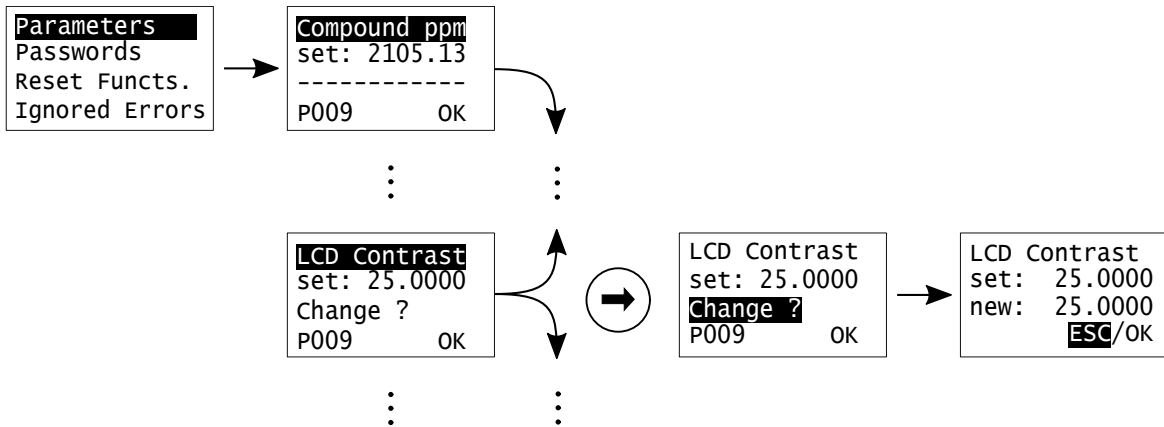 Parameters
Passwords
Reset Functs.
Ignored Errors
Compound ppm
set: 2105.13
------------
P009 OK
LCD Contrast
set: 25.0000
Change ?
P009 OK
LCD Contrast
set: 25.0000
Change ?
P009 OK
LCD Contrast
set: 25.0000
new: 25.0000
ESC/OK